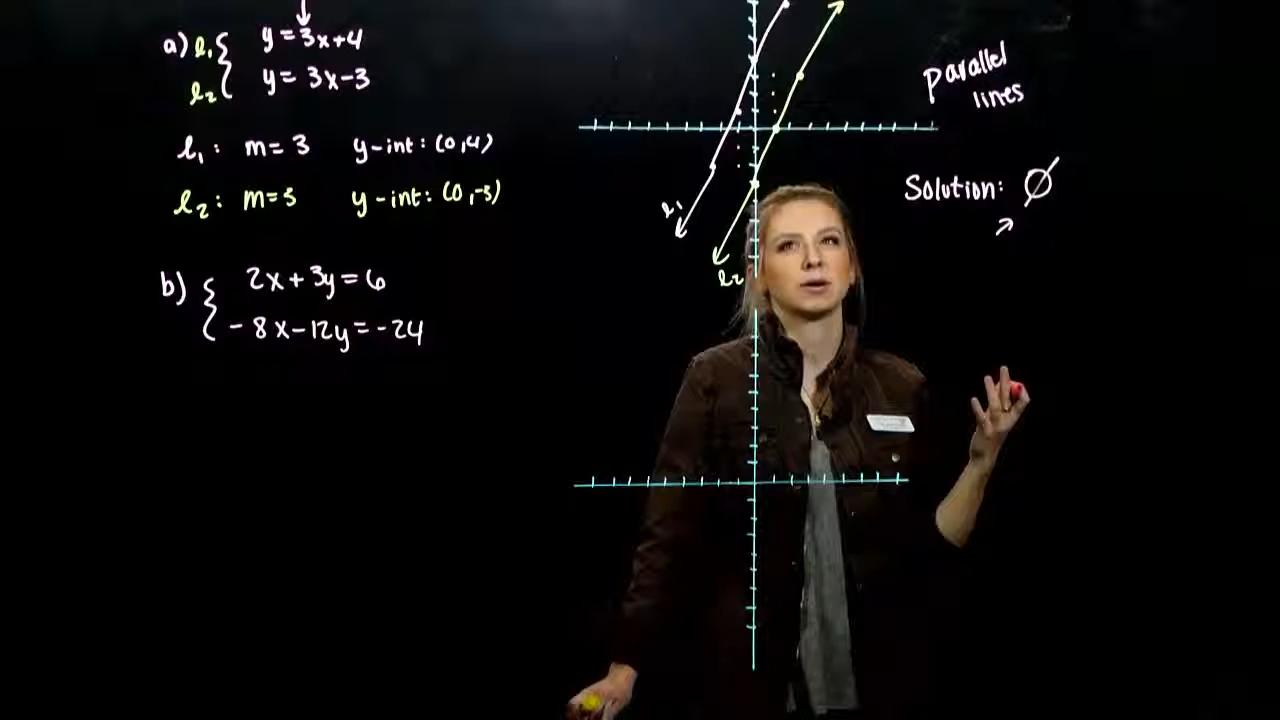 a) l₁ { y = 3x+4
l₂ y = 3x-3
l₁: m = 3 y-int: (0,4)
l₂: m=3 y-int: (0,-3)
b) { 2x + 3y = 6
-8x-12y = -24
l₁
l₂
parallel
lines
Solution: Ø